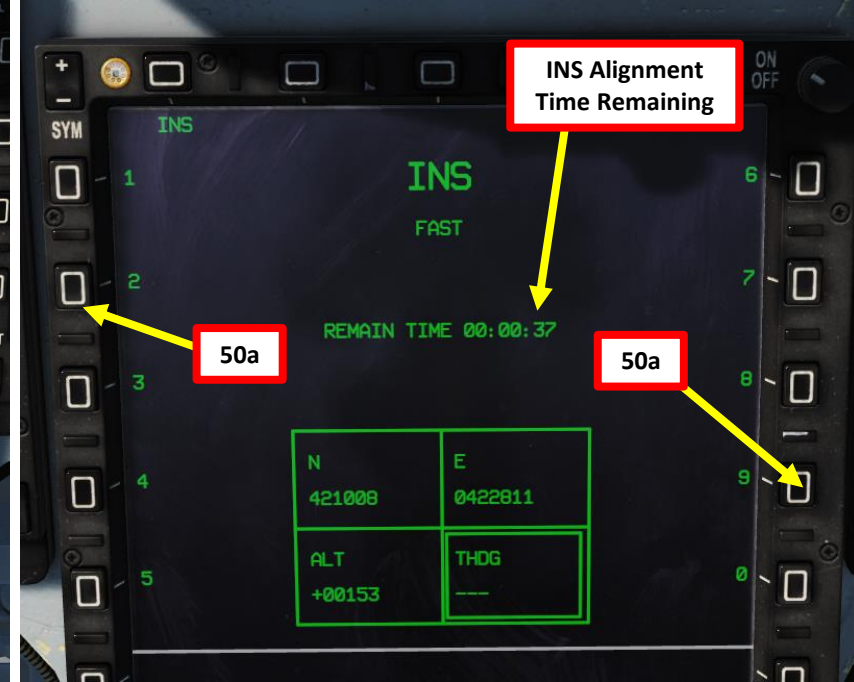 +
-
SYM
ON
OFF
INS Alignment
Time Remaining
INS
INS
FAST
1
6
2
7
REMAIN TIME 00:00:37
50a
50a
3
8
N
421008
E
0422811
4
9
ALT
+00153
THDG
---
5
0